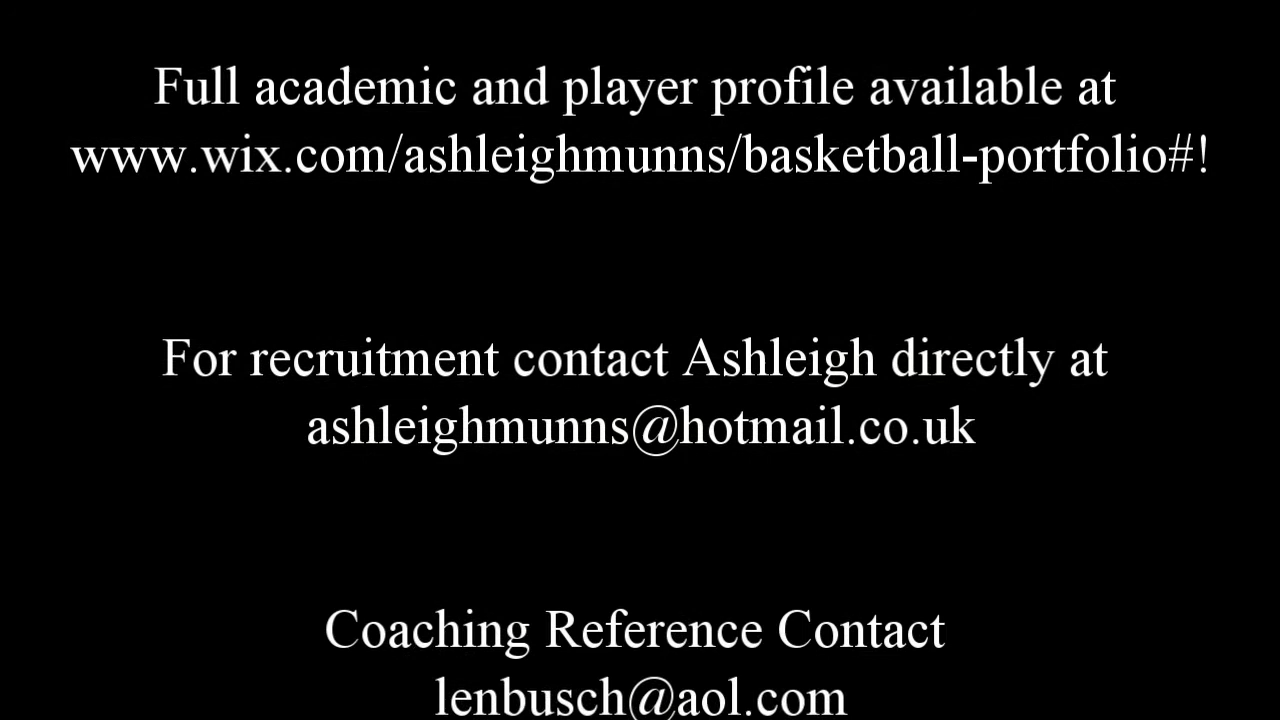 Full academic and player profile available at
www.wix.com/ashleighmunns/basketball-portfolio#!
For recruitment contact Ashleigh directly at
ashleighmunns@hotmail.co.uk
Coaching Reference Contact
lenbusch@aol.com